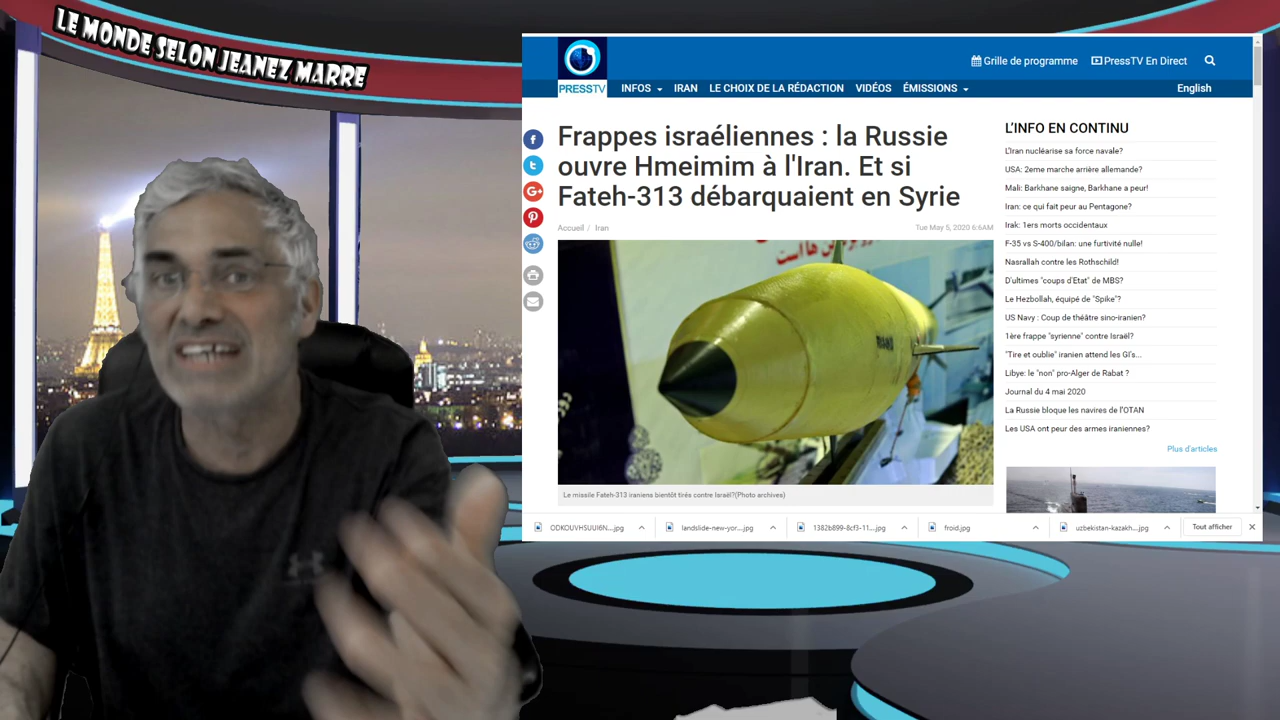 LE MONDE SELON JEANEZ MARRE
PRESSTV
Grille de programme
PressTV En Direct
INFOS
IRAN
LE CHOIX DE LA RÉDACTION
VIDÉOS
ÉMISSIONS
English
Frappes israéliennes : la Russie
ouvre Hmeimim à l'Iran. Et si
Fateh-313 débarquaient en Syrie
Accueil / Iran
Tue May 5, 2020 6:6AM
Le missile Fateh-313 iraniens bientôt tirés contre Israël?(Photo archives)
L'INFO EN CONTINU
L'Iran nucléarise sa force navale?
USA: 2eme marche arrière allemande?
Mali: Barkhane saigne, Barkhane a peur!
Iran: ce qui fait peur au Pentagone?
Irak: 1ers morts occidentaux
F-35 vs S-400/bilan: une furtivité nulle!
Nasrallah contre les Rothschild!
D'ultimes "coups d'Etat" de MBS?
Le Hezbollah, équipé de "Spike"?
US Navy : Coup de théâtre sino-iranien?
1ère frappe "syrienne" contre Israël?
"Tire et oublie" iranien attend les GI's...
Libye: le "non" pro-Alger de Rabat ?
Journal du 4 mai 2020
La Russie bloque les navires de l'OTAN
Les USA ont peur des armes iraniennes?
Plus d'articles
ODKOUVH5UUI6N....jpg
landslide-new-yor....jpg
1382b899-8cf3-11....jpg
froid.jpg
uzbekistan-kazakh....jpg
Tout afficher